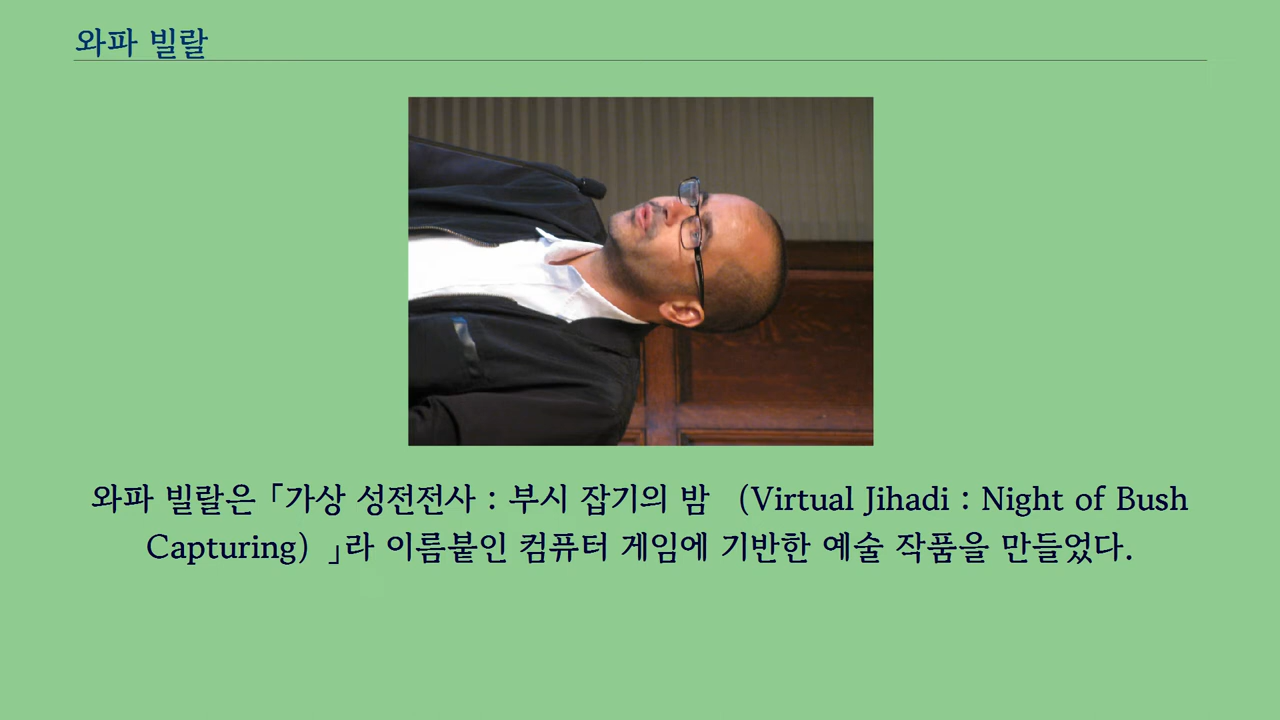 와파 빌랄
와파 빌랄은 「가상 성전전사 : 부시 잡기의 밤 (Virtual Jihadi : Night of Bush
Capturing) 」라 이름붙인 컴퓨터 게임에 기반한 예술 작품을 만들었다.